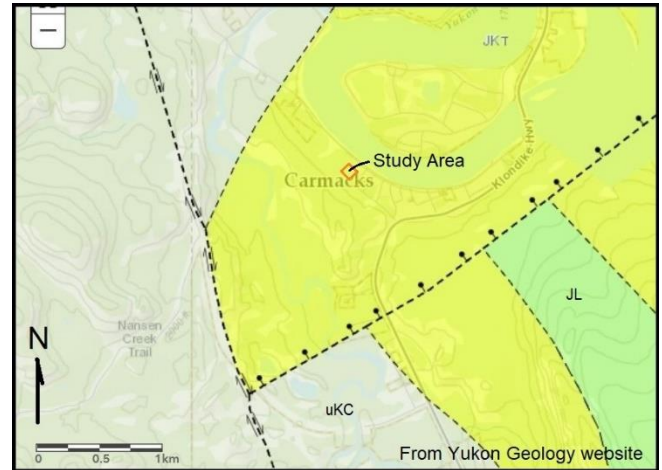 Yukon
JKT
Study Area
Carmacks
Klondike Hwy
Nansen
Creek
Trail
JL
N
uKC
0 0.5 1km
From Yukon Geology website